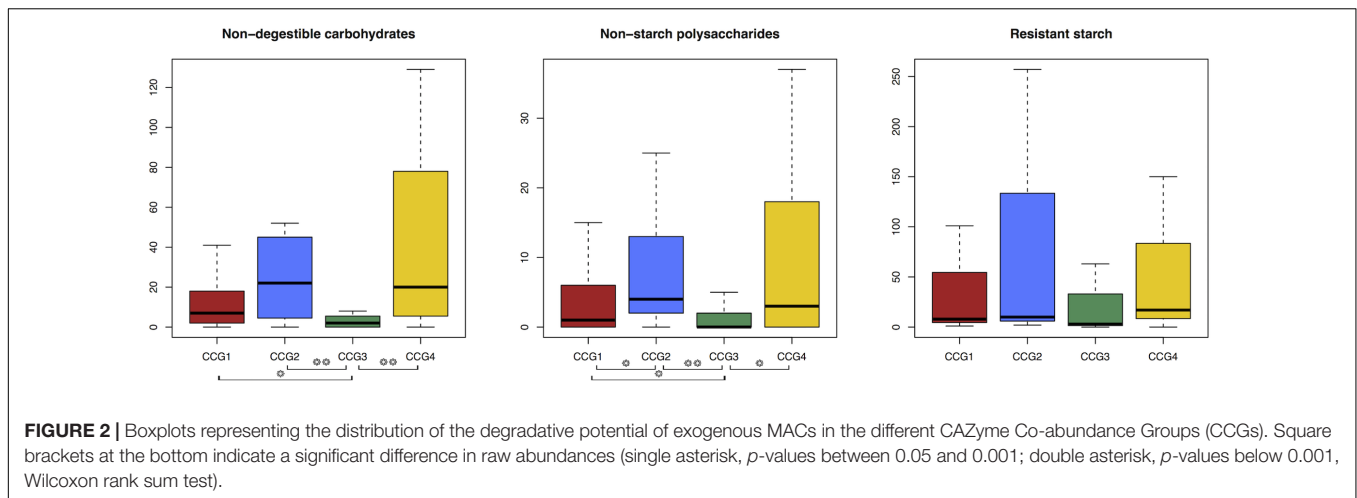 Non-degestible carbohydrates
Non-starch polysaccharides
Resistant starch
0 20 40 60 80 100 120
0 10 20 30
0 50 100 150 200 250
CCG1 CCG2 CCG3 CCG4
CCG1 CCG2 CCG3 CCG4
CCG1 CCG2 CCG3 CCG4
FIGURE 2 | Boxplots representing the distribution of the degradative potential of exogenous MACs in the different CAZyme Co-abundance Groups (CCGs). Square
brackets at the bottom indicate a significant difference in raw abundances (single asterisk, p-values between 0.05 and 0.001; double asterisk, p-values below 0.001,
Wilcoxon rank sum test).